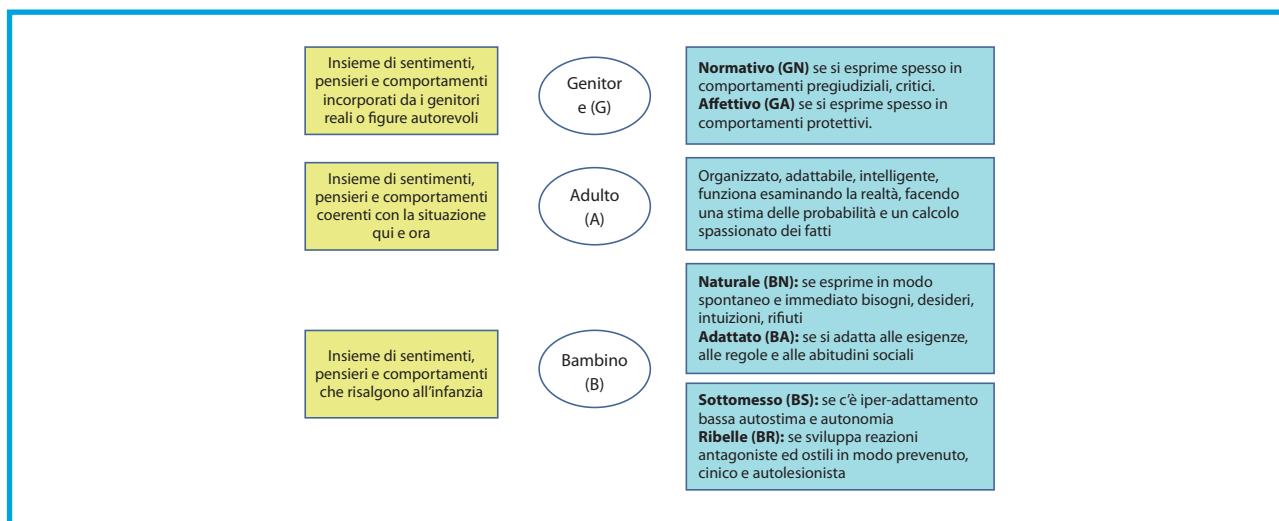 Insieme di sentimenti,
pensieri e comportamenti
incorporati da i genitori
reali o figure autorevoli
Genitor
e (G)
Normativo (GN) se si esprime spesso in
comportamenti pregiudiziali, critici.
Affettivo (GA) se si esprime spesso in
comportamenti protettivi.
Insieme di sentimenti,
pensieri e comportamenti
coerenti con la situazione
qui e ora
Adulto
(A)
Organizzato, adattabile, intelligente,
funziona esaminando la realtà, facendo
una stima delle probabilità e un calcolo
spassionato dei fatti
Insieme di sentimenti,
pensieri e comportamenti
che risalgono all'infanzia
Bambino
(B)
Naturale (BN): se esprime in modo
spontaneo e immediato bisogni, desideri,
intuizioni, rifiuti
Adattato (BA): se si adatta alle esigenze,
alle regole e alle abitudini sociali
Sottomesso (BS): se c'è iper-adattamento
bassa autostima e autonomia
Ribelle (BR): se sviluppa reazioni
antagoniste ed ostili in modo prevenuto,
cinico e autolesionista